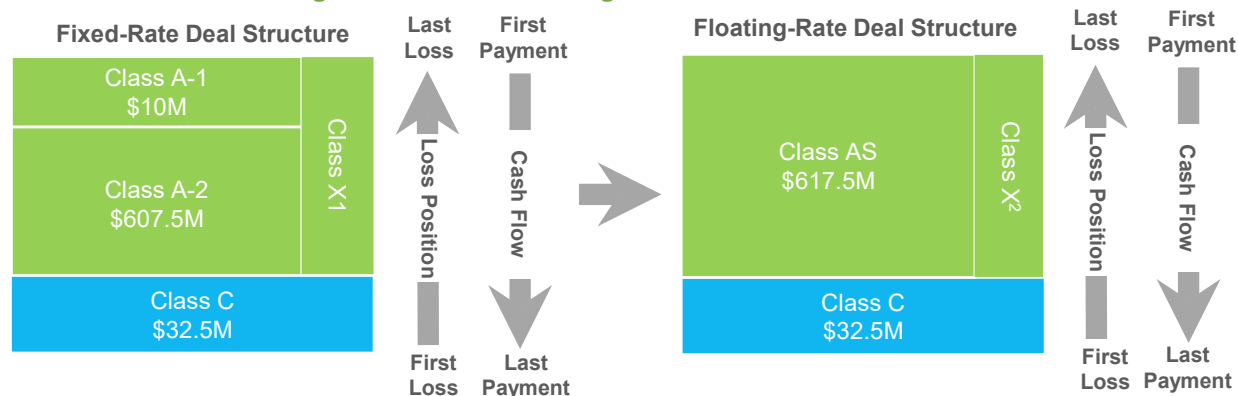 Fixed-Rate Deal Structure
Last
Loss
First
Payment
Class A-1
$10M
Class A-2
$607.5M
Class X1
Class C
$32.5M
Loss Position
Cash Flow
First
Loss
Last
Payment
Floating-Rate Deal Structure
Last
Loss
First
Payment
Class AS
$617.5M
Class X²
Class C
$32.5M
Loss Position
Cash Flow
First
Loss
Last
Payment